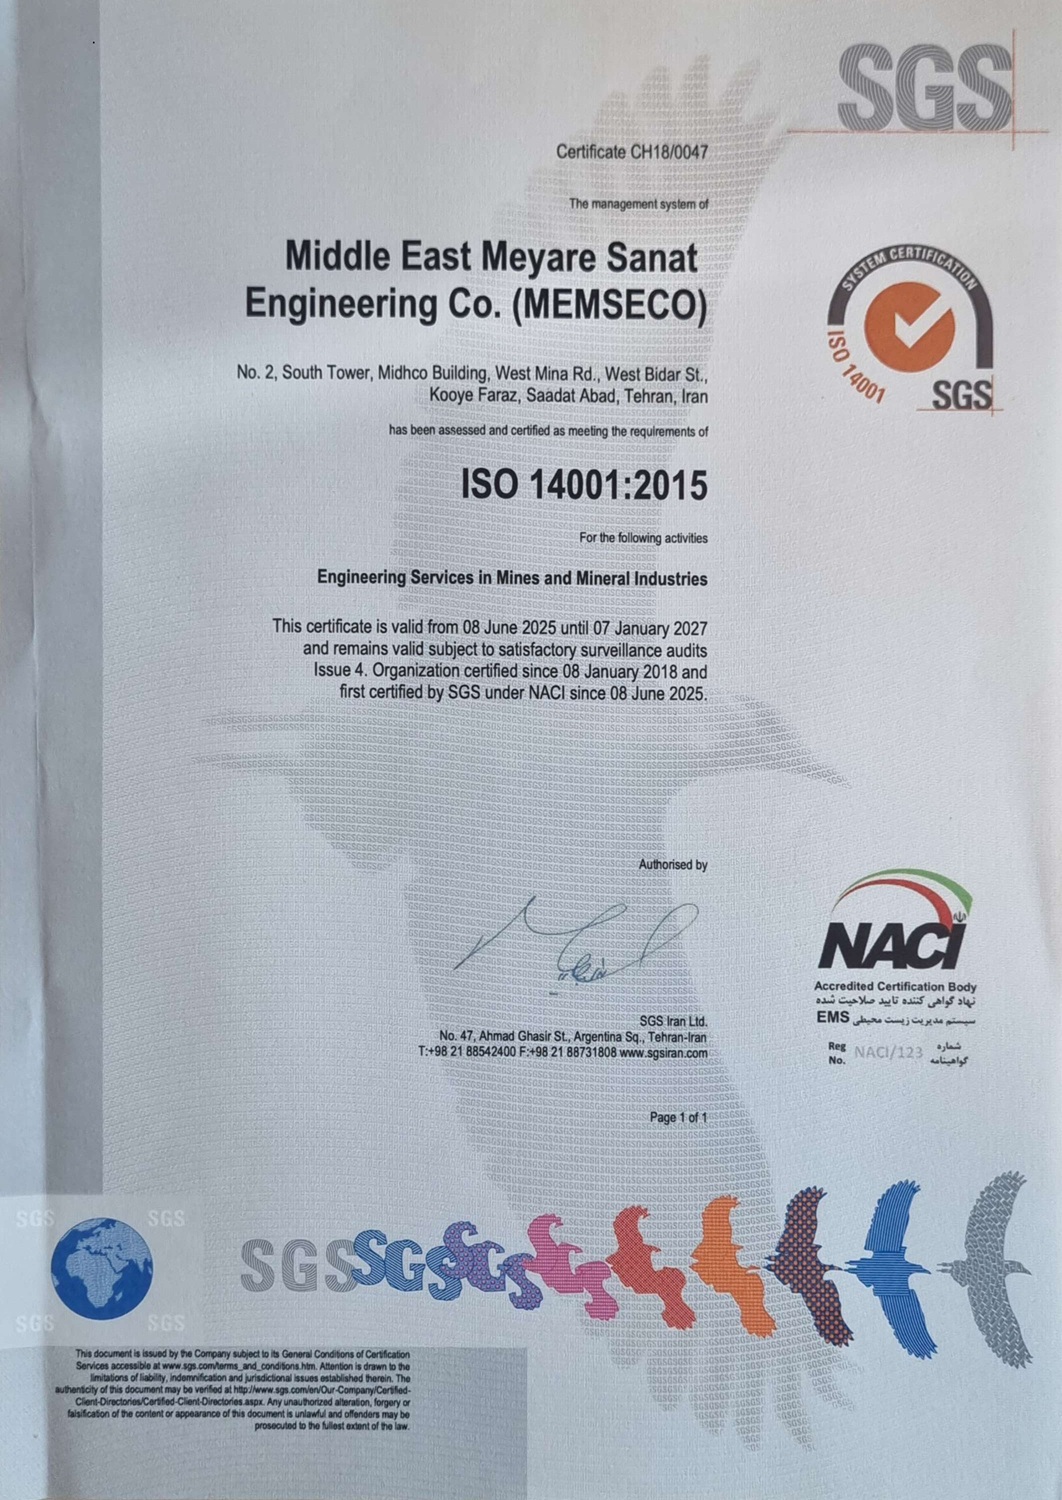 SGS
Certificate CH18/0047
The management system of
Middle East Meyare Sanat
Engineering Co. (MEMSECO)
SYSTEM CERTIFICATION
ISO 14001
SGS
No. 2, South Tower, Midhco Building, West Mina Rd., West Bidar St.,
Kooye Faraz, Saadat Abad, Tehran, Iran
has been assessed and certified as meeting the requirements of
ISO 14001:2015
For the following activities
Engineering Services in Mines and Mineral Industries
This certificate is valid from 08 June 2025 until 07 January 2027
and remains valid subject to satisfactory surveillance audits
Issue 4. Organization certified since 08 January 2018 and
first certified by SGS under NACI since 08 June 2025.
Authorised by
NACI
Accredited Certification Body
نهاد گواهی کننده تایید صلاحیت شده
EMS سیستم مدیریت زیست محیطی
Reg No. NACI/123 شماره گواهینامه
SGS Iran Ltd.
No. 47, Ahmad Ghasir St., Argentina Sq., Tehran-Iran
T:+98 21 88542400 F:+98 21 88731808 www.sgsiran.com
Page 1 of 1
SGS SGS
SGS SGS SGS
SGS SGS
This document is issued by the Company subject to its General Conditions of Certification
Services accessible at www.sgs.com/terms_and_conditions.htm. Attention is drawn to the
limitations of liability, indemnification and jurisdictional issues established therein. The
authenticity of this document may be verified at http://www.sgs.com/en/Our-Company/Certified-
Client-Directories/Certified-Client-Directories.aspx. Any unauthorized alteration, forgery or
falsification of the content or appearance of this document is unlawful and offenders may be
prosecuted to the fullest extent of the law.